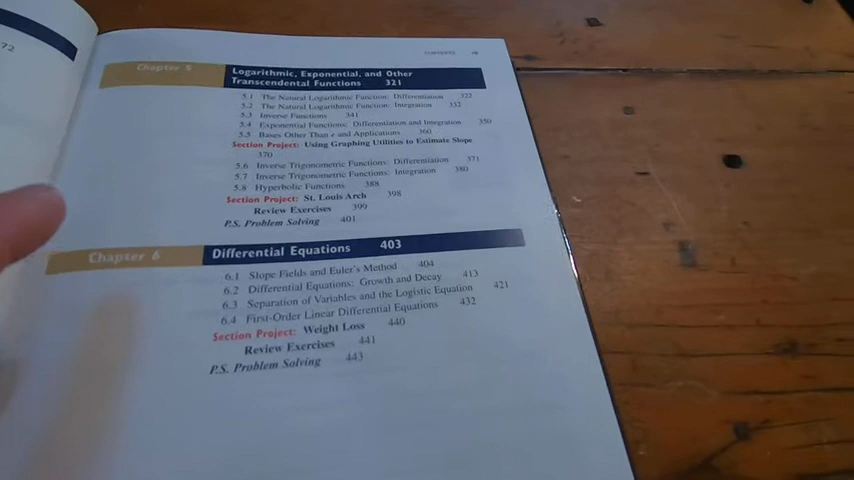 72
CONTENTS
Chapter 5
Logarithmic, Exponential, and Other
Transcendental Functions 321
5.1 The Natural Logarithmic Function: Differentiation 322
5.2 The Natural Logarithmic Function: Integration 332
5.3 Inverse Functions 341
5.4 Exponential Functions: Differentiation and Integration 350
5.5 Bases Other Than e and Applications 360
Section Project: Using Graphing Utilities to Estimate Slope
370
5.6 Inverse Trigonometric Functions: Differentiation 371
5.7 Inverse Trigonometric Functions: Integration 380
5.8 Hyperbolic Functions 388
Section Project: St. Louis Arch 398
Review Exercises 399
P.S. Problem Solving 401
Chapter 6
Differential Equations 403
6.1 Slope Fields and Euler's Method 404
6.2 Differential Equations: Growth and Decay 413
6.3 Separation of Variables and the Logistic Equation 421
6.4 First-Order Linear Differential Equations 432
Section Project: Weight Loss 440
Review Exercises 441
P.S. Problem Solving 443